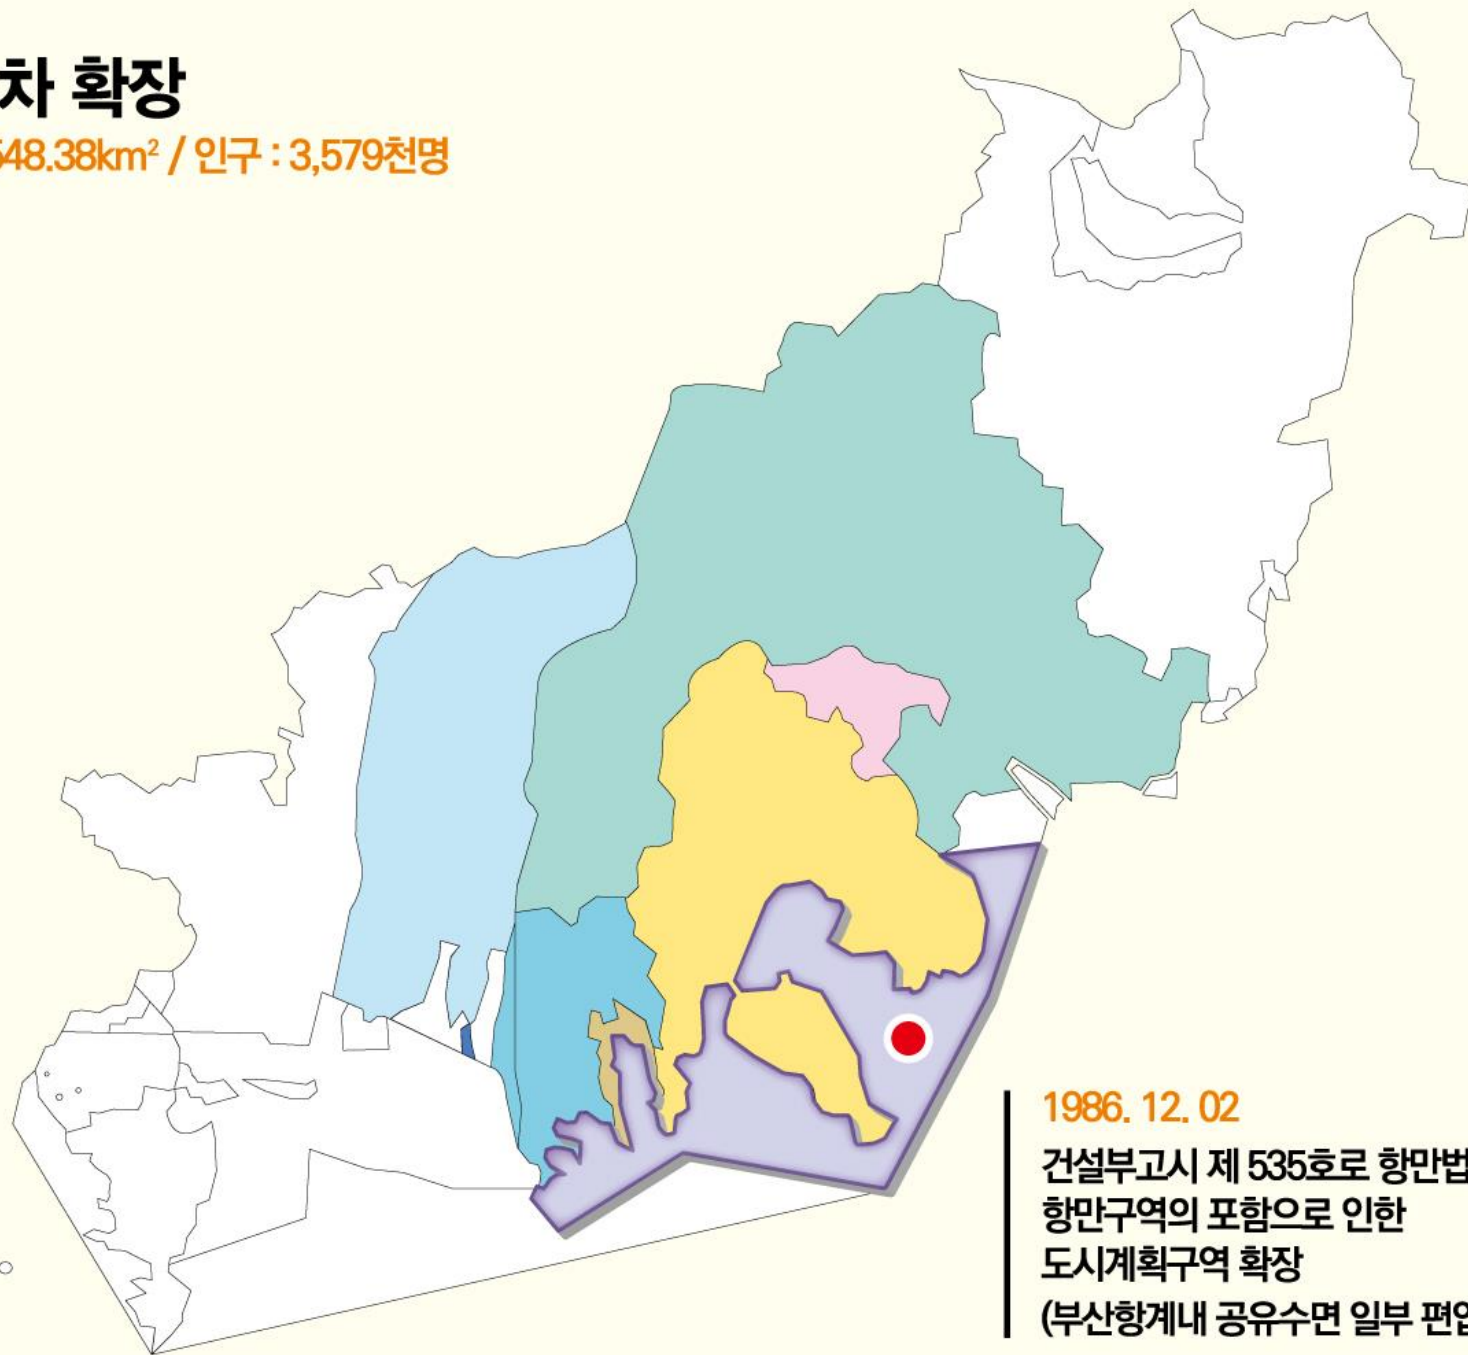 차 확장
548.38km² / 인구 : 3,579천명
1986. 12. 02
건설부고시 제 535호로 항만법
항만구역의 포함으로 인한
도시계획구역 확장
(부산항계내 공유수면 일부 편입